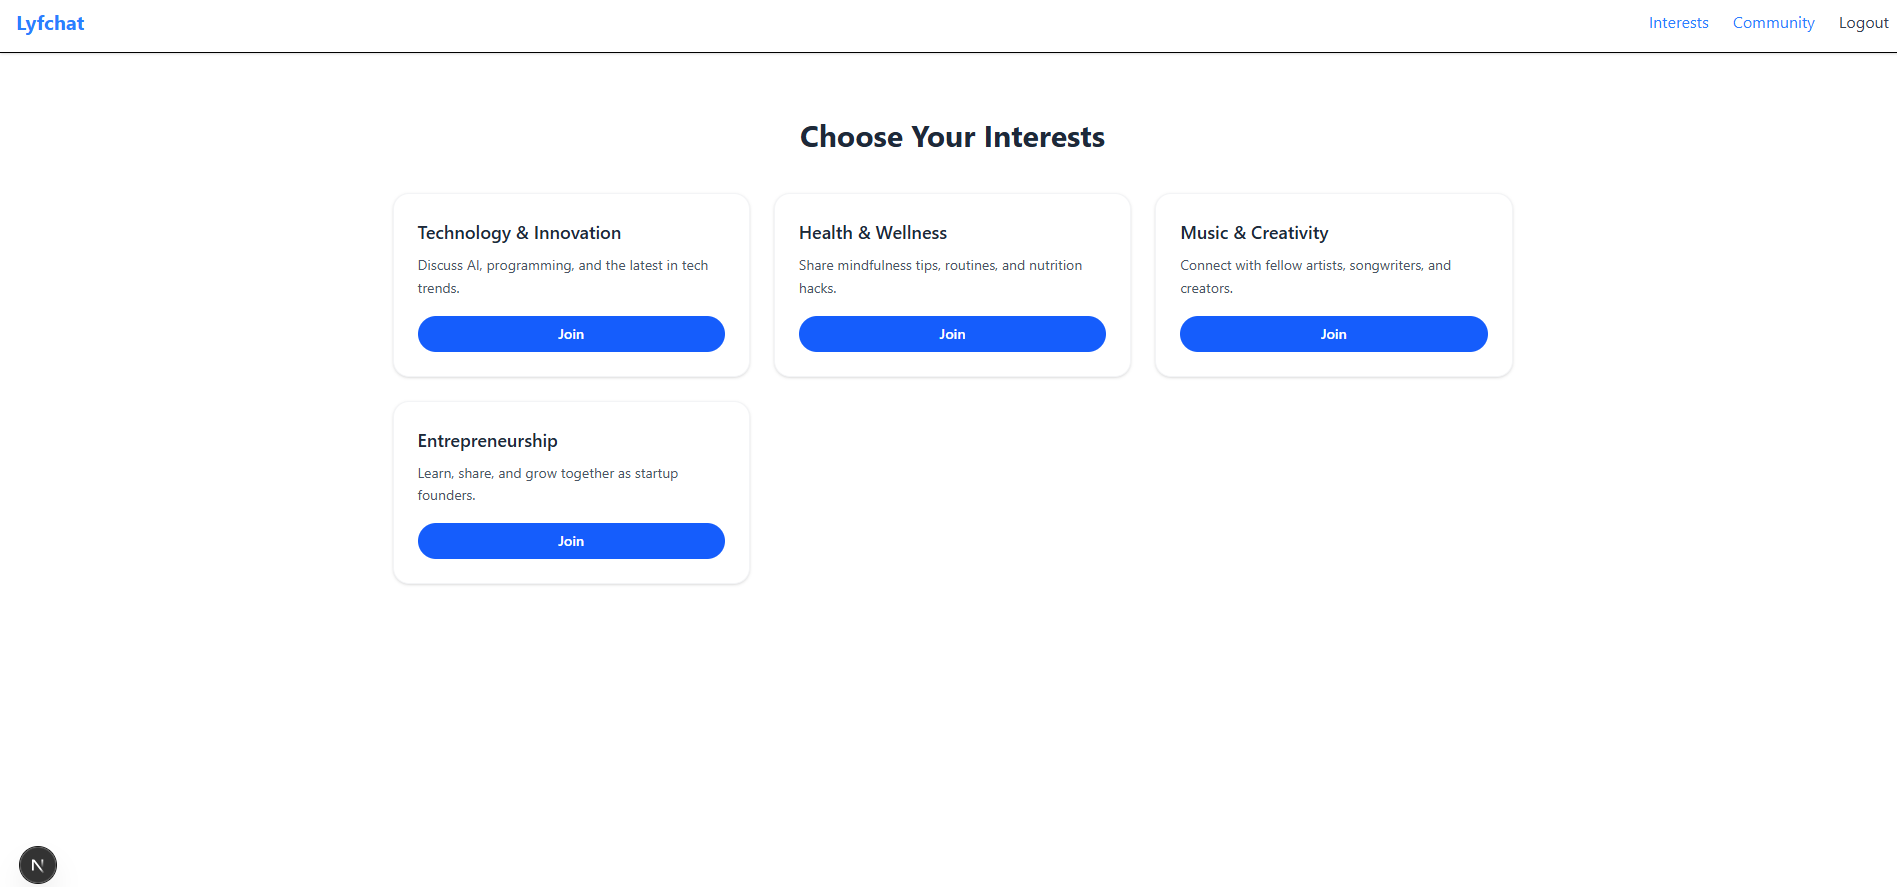 Lyfchat
Interests
Community
Logout
Choose Your Interests
Technology & Innovation
Discuss AI, programming, and the latest in tech
trends.
Join
Health & Wellness
Share mindfulness tips, routines, and nutrition
hacks.
Join
Music & Creativity
Connect with fellow artists, songwriters, and
creators.
Join
Entrepreneurship
Learn, share, and grow together as startup
founders.
Join
N